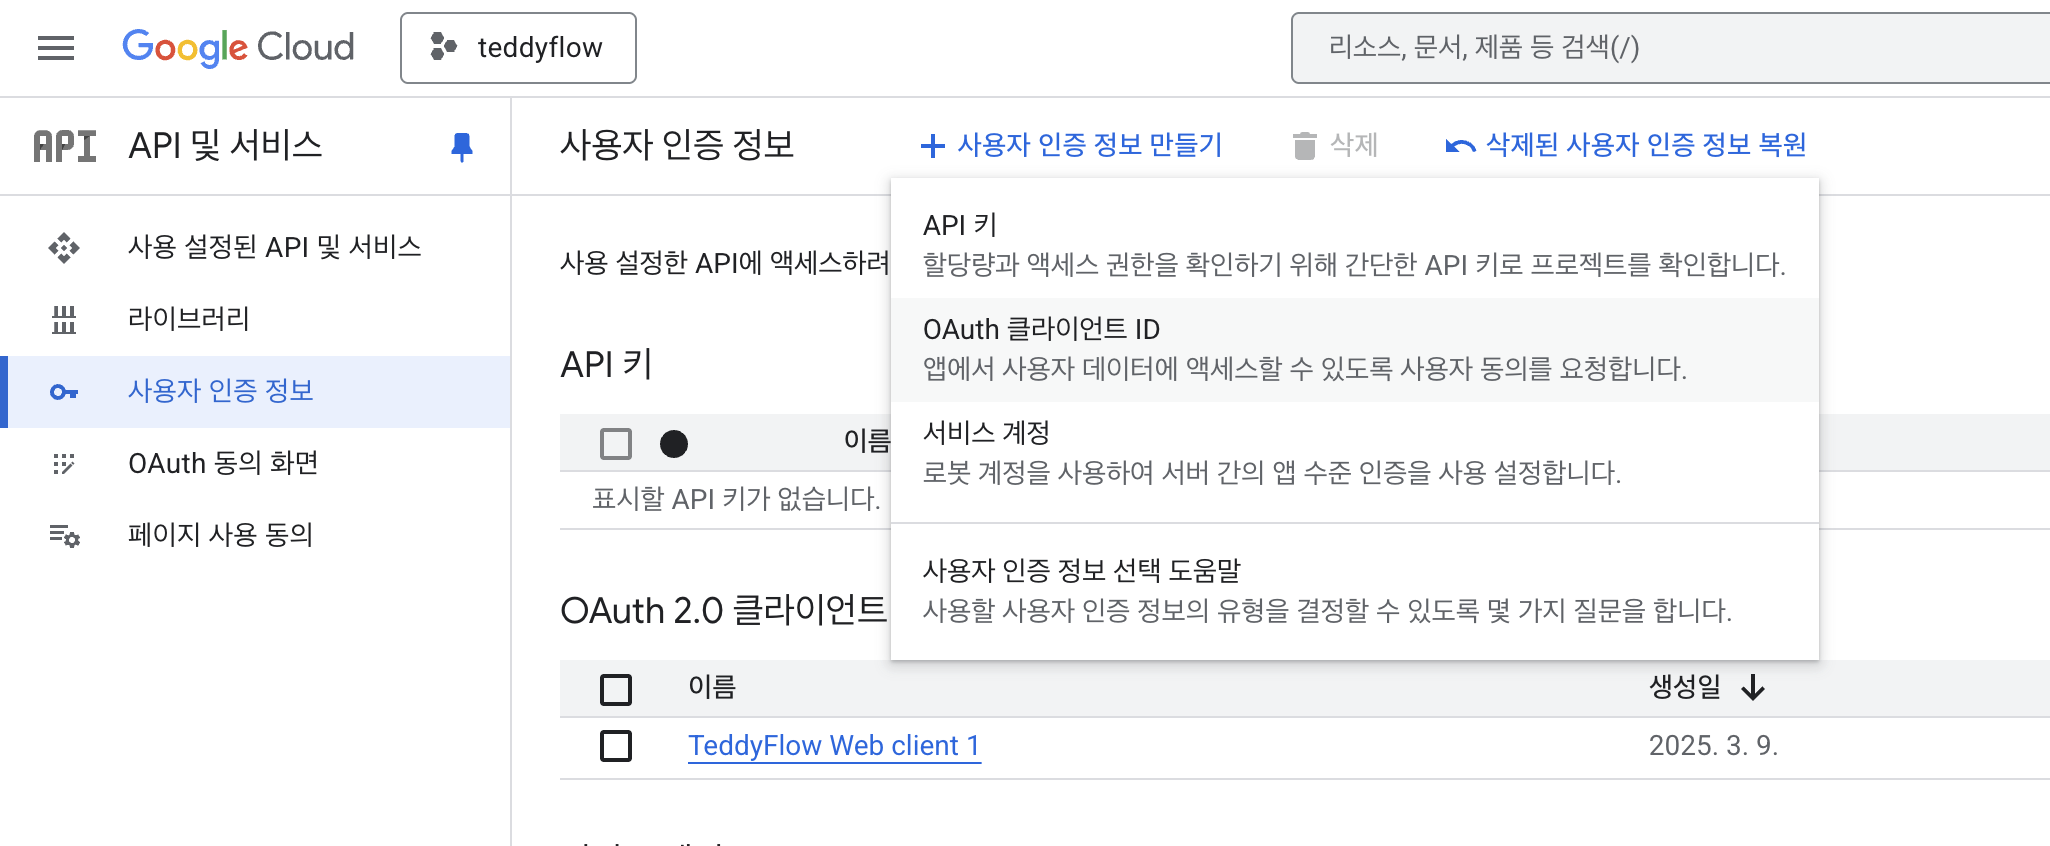 Google Cloud
teddyflow
리소스, 문서, 제품 등 검색(/)
API
API 및 서비스
사용 설정된 API 및 서비스
라이브러리
사용자 인증 정보
OAuth 동의 화면
페이지 사용 동의
사용자 인증 정보
사용자 인증 정보 만들기
삭제
삭제된 사용자 인증 정보 복원
사용 설정한 API에 액세스하려
API 키
할당량과 액세스 권한을 확인하기 위해 간단한 API 키로 프로젝트를 확인합니다.
OAuth 클라이언트 ID
앱에서 사용자 데이터에 액세스할 수 있도록 사용자 동의를 요청합니다.
서비스 계정
로봇 계정을 사용하여 서버 간의 앱 수준 인증을 사용 설정합니다.
사용자 인증 정보 선택 도움말
사용할 사용자 인증 정보의 유형을 결정할 수 있도록 몇 가지 질문을 합니다.
API 키
이름
표시할 API 키가 없습니다.
OAuth 2.0 클라이언트
이름
생성일
TeddyFlow Web client 1
2025. 3. 9.